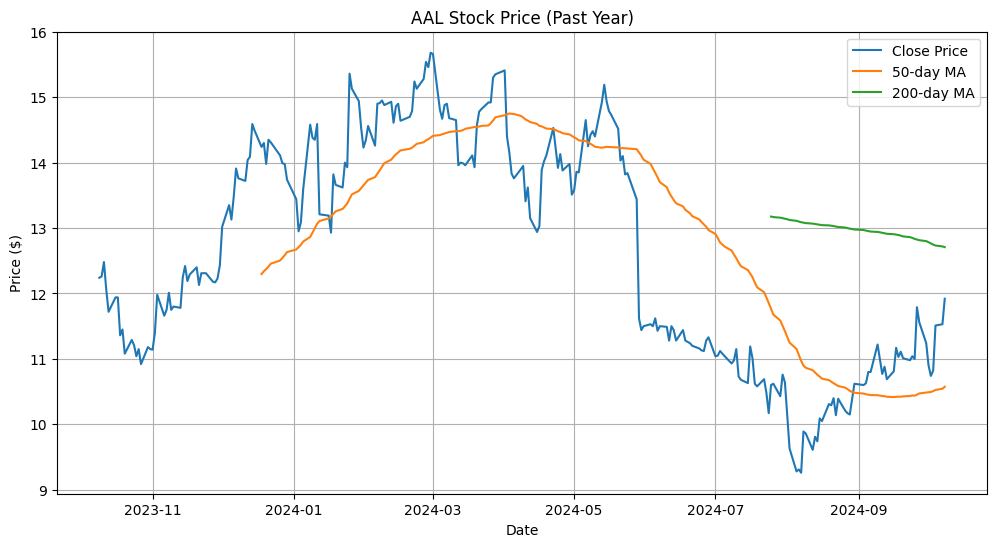 AAL Stock Price (Past Year)
Close Price
50-day MA
200-day MA
Price ($)
16
15
14
13
12
11
10
9
2023-11
2024-01
2024-03
2024-05
2024-07
2024-09
Date